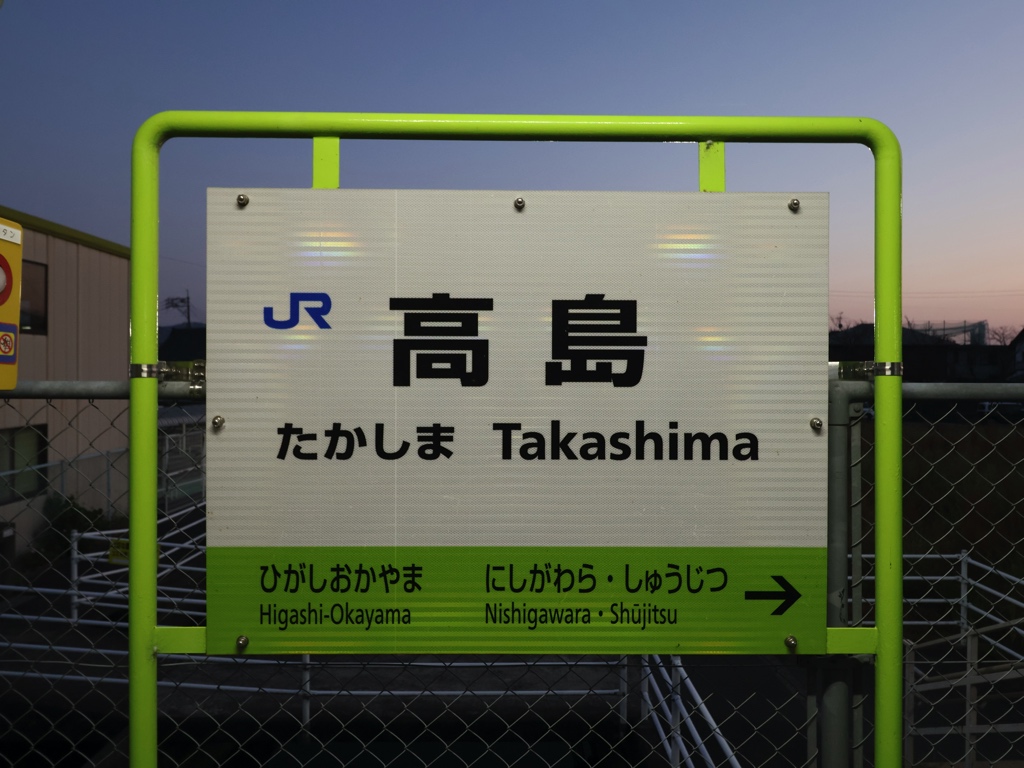 JR 高島
たかしま Takashima
ひがしおかやま にしがわら・しゅうじつ →
Higashi-Okayama Nishigawara・Shūjitsu